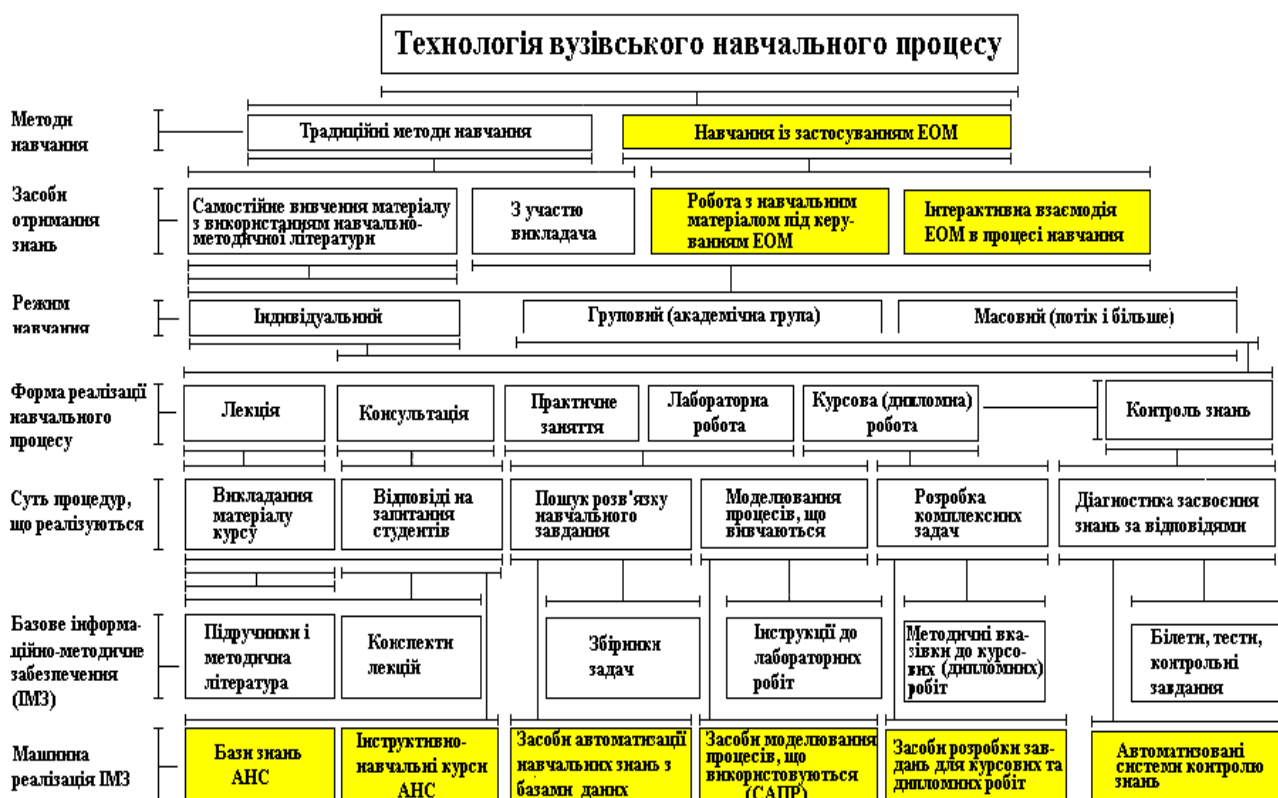 Технологія вузівського навчального процесу
Методи
навчання
Традиційні методи навчання
Навчання із застосуванням ЕОМ
Засоби
отримання
знань
Самостійне вивчення матеріалу
з використанням навчально-
методичної літератури
З участю
викладача
Робота з навчальним
матеріалом під керу-
ванням ЕОМ
Інтерактивна взаємодія
ЕОМ в процесі навчання
Режим
навчання
Індивідуальний
Груповий (академічна група)
Масовий (потік і більше)
Форма реалізації
навчального
процесу
Лекція
Консультація
Практичне
заняття
Лабораторна
робота
Курсова (дипломна)
робота
Контроль знань
Суть процедур,
що реалізуються
Викладання
матеріалу
курсу
Відповіді на
запитання
студентів
Пошук розв'язку
навчального
завдання
Моделювання
процесів, що
вивчаються
Розробка
комплексних
задач
Діагностика засвоєння
знань за відповідями
Базове інформа-
ційно-методичне
забезпечення
(ІМЗ)
Підручники і
методична
література
Конспекти
лекцій
Збірники
задач
Інструкції до
лабораторних
робіт
Методичні вка-
зівки до курсо-
вих (дипломних)
робіт
Білети, тести,
контрольні
завдання
Машинна
реалізація ІМЗ
Бази знань
АНС
Інструктивно-
навчальні курси
АНС
Засоби автоматизації
навчальних знань з
базами даних
Засоби моделювання
процесів, що
використовуються
(САПР)
Засоби розробки зав-
дань для курсових та
дипломних робіт
Автоматизовані
системи контролю
знань